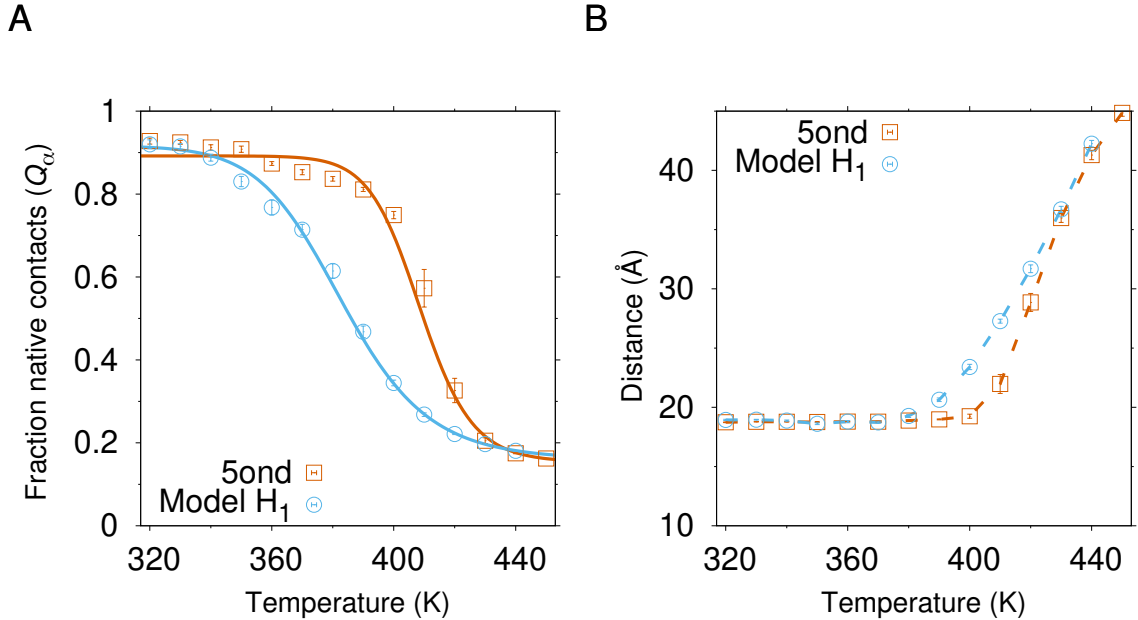 A
Fraction native contacts (Qα)
1
0.8
0.6
0.4
0.2
0
5ond
Model H1
320
360
400
440
Temperature (K)
B
Distance (Å)
40
30
20
10
5ond
Model H1
320
360
400
440
Temperature (K)